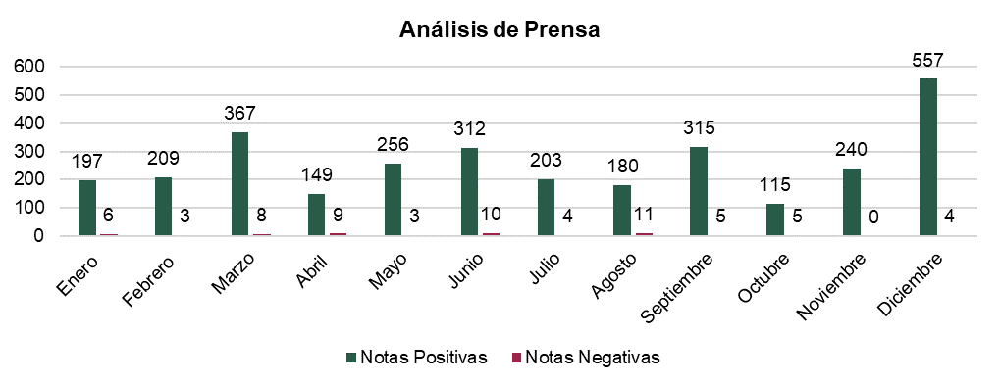 Análisis de Prensa
600
500
400
300
200
100
0
197
6
209
3
367
8
149
9
256
3
312
10
203
4
180
11
315
5
115
5
240
0
557
4
Enero
Febrero
Marzo
Abril
Mayo
Junio
Julio
Agosto
Septiembre
Octubre
Noviembre
Diciembre
Notas Positivas
Notas Negativas